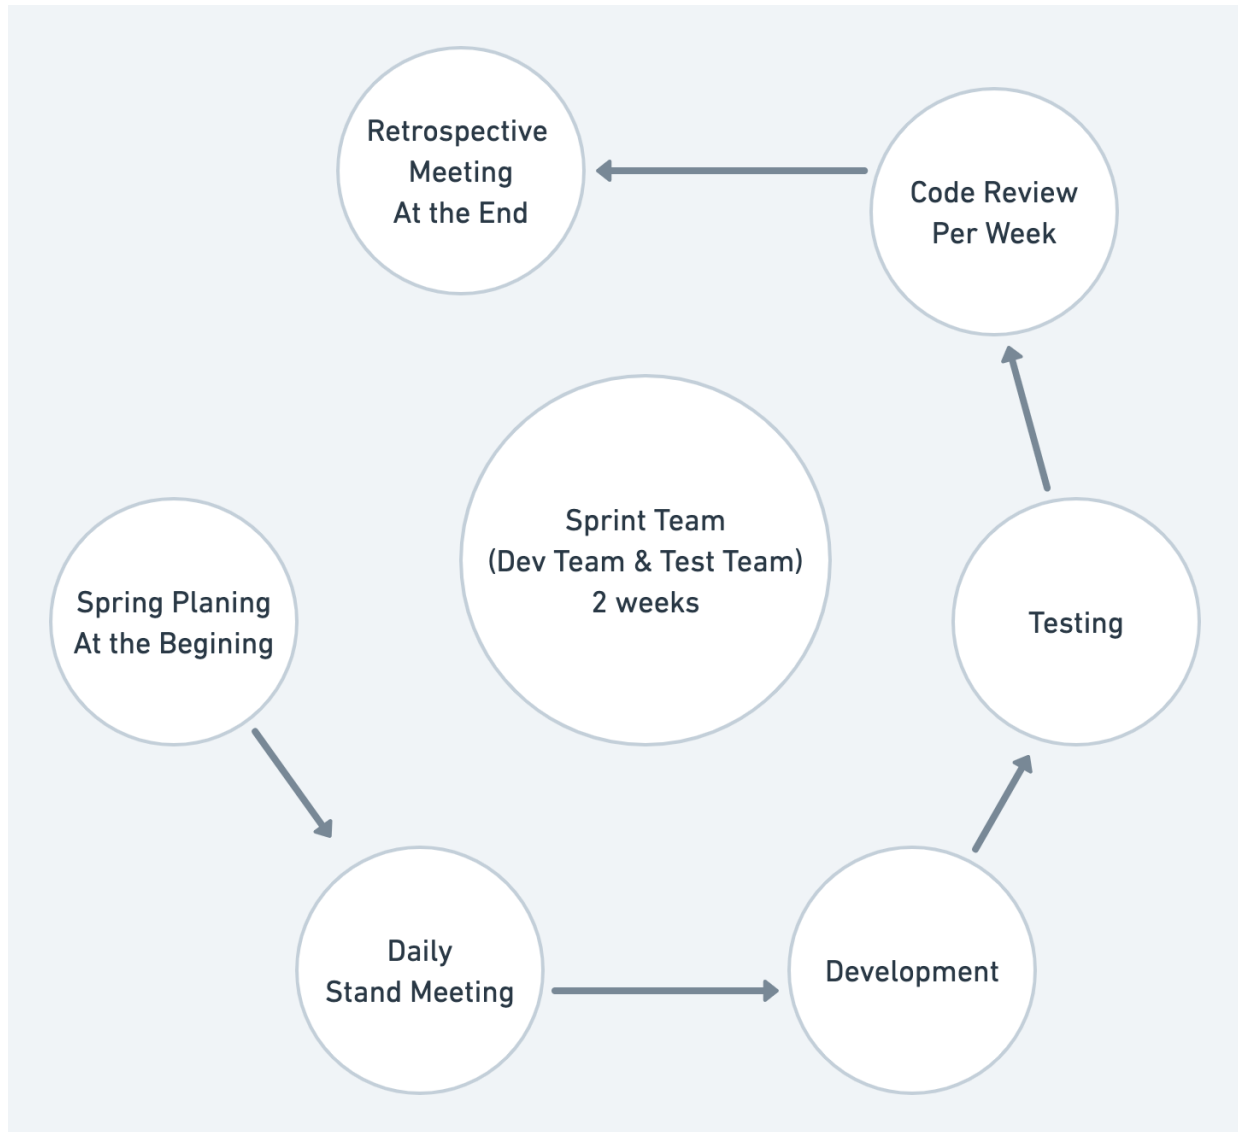 Retrospective
Meeting
At the End
Code Review
Per Week
Sprint Team
(Dev Team & Test Team)
2 weeks
Spring Planing
At the Begining
Testing
Daily
Stand Meeting
Development